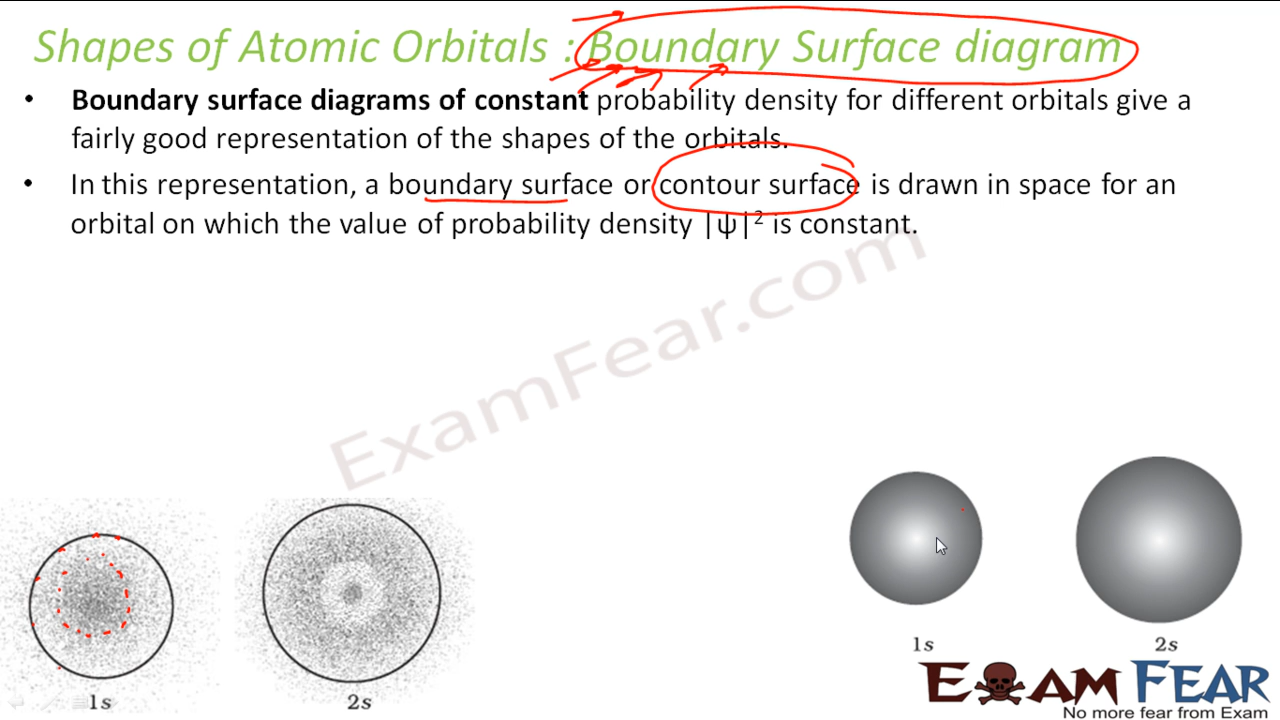 Shapes of Atomic Orbitals : Boundary Surface diagram
• Boundary surface diagrams of constant probability density for different orbitals give a
fairly good representation of the shapes of the orbitals.
• In this representation, a boundary surface or contour surface is drawn in space for an
orbital on which the value of probability density |ψ|² is constant.
ExamFear.com
1s
2s
1s
2s
EXAM FEAR
No more fear from Exam